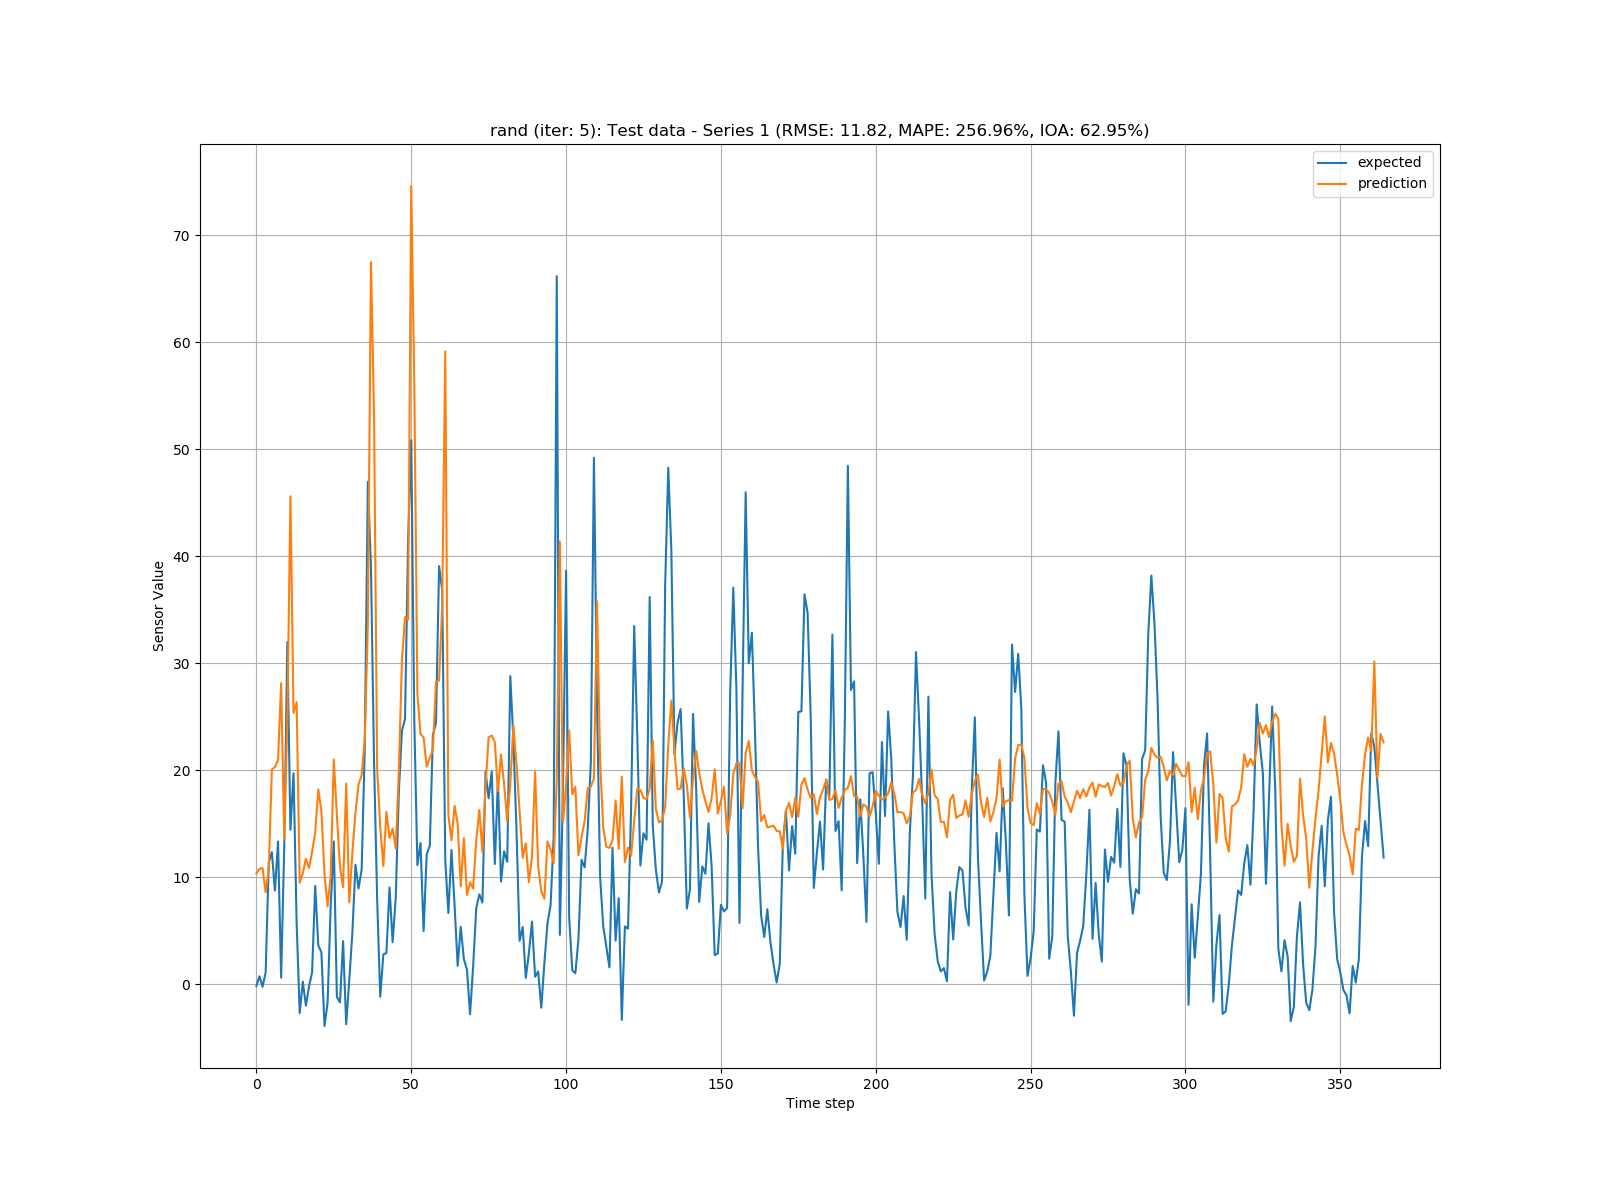 rand (iter: 5): Test data - Series 1 (RMSE: 11.82, MAPE: 256.96%, IOA: 62.95%)
expected
prediction
70
60
50
40
30
20
10
0
Sensor Value
0 50 100 150 200 250 300 350
Time step